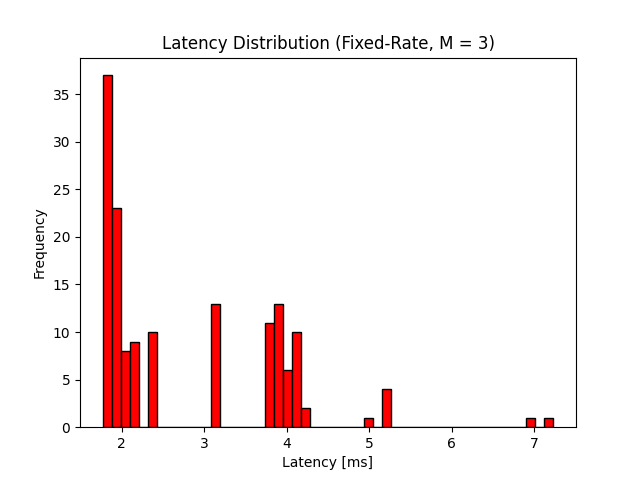 Latency Distribution (Fixed-Rate, M = 3)
35
30
25
20
15
10
5
0
Frequency
2 3 4 5 6 7
Latency [ms]